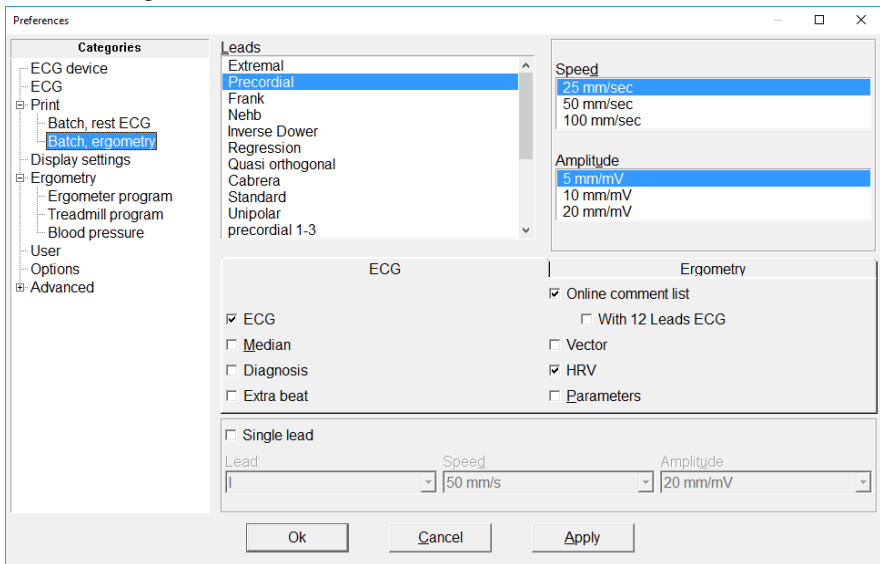 Preferences
Categories
ECG device
ECG
Print
Batch, rest ECG
Batch, ergometry
Display settings
Ergometry
Ergometer program
Treadmill program
Blood pressure
User
Options
Advanced
Leads
Extremal
Precordial
Frank
Nehb
Inverse Dower
Regression
Quasi orthogonal
Cabrera
Standard
Unipolar
precordial 1-3
Speed
25 mm/sec
50 mm/sec
100 mm/sec
Amplitude
5 mm/mV
10 mm/mV
20 mm/mV
ECG
Ergometry
ECG
Median
Diagnosis
Extra beat
Online comment list
With 12 Leads ECG
Vector
HRV
Parameters
Single lead
Lead:
I
Speed
50 mm/s
Amplitude
20 mm/mV
Ok
Cancel
Apply